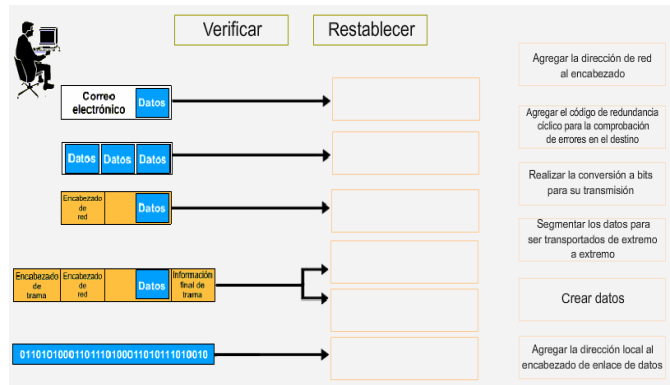 Verificar
Restablecer
Correo
electrónico
Datos
Datos
Datos
Datos
Encabezado
de
red
Datos
Encabezado
de
trama
Encabezado
de
red
Datos
Información
final de
trama
0110101000110111010001101011101 0010
Agregar la dirección de red
al encabezado
Agregar el código de redundancia
cíclico para la comprobación
de errores en el destino
Realizar la conversión a bits
para su transmisión
Segmentar los datos para
ser transportados de extremo
a extremo
Crear datos
Agregar la dirección local al
encabezado de enlace de datos